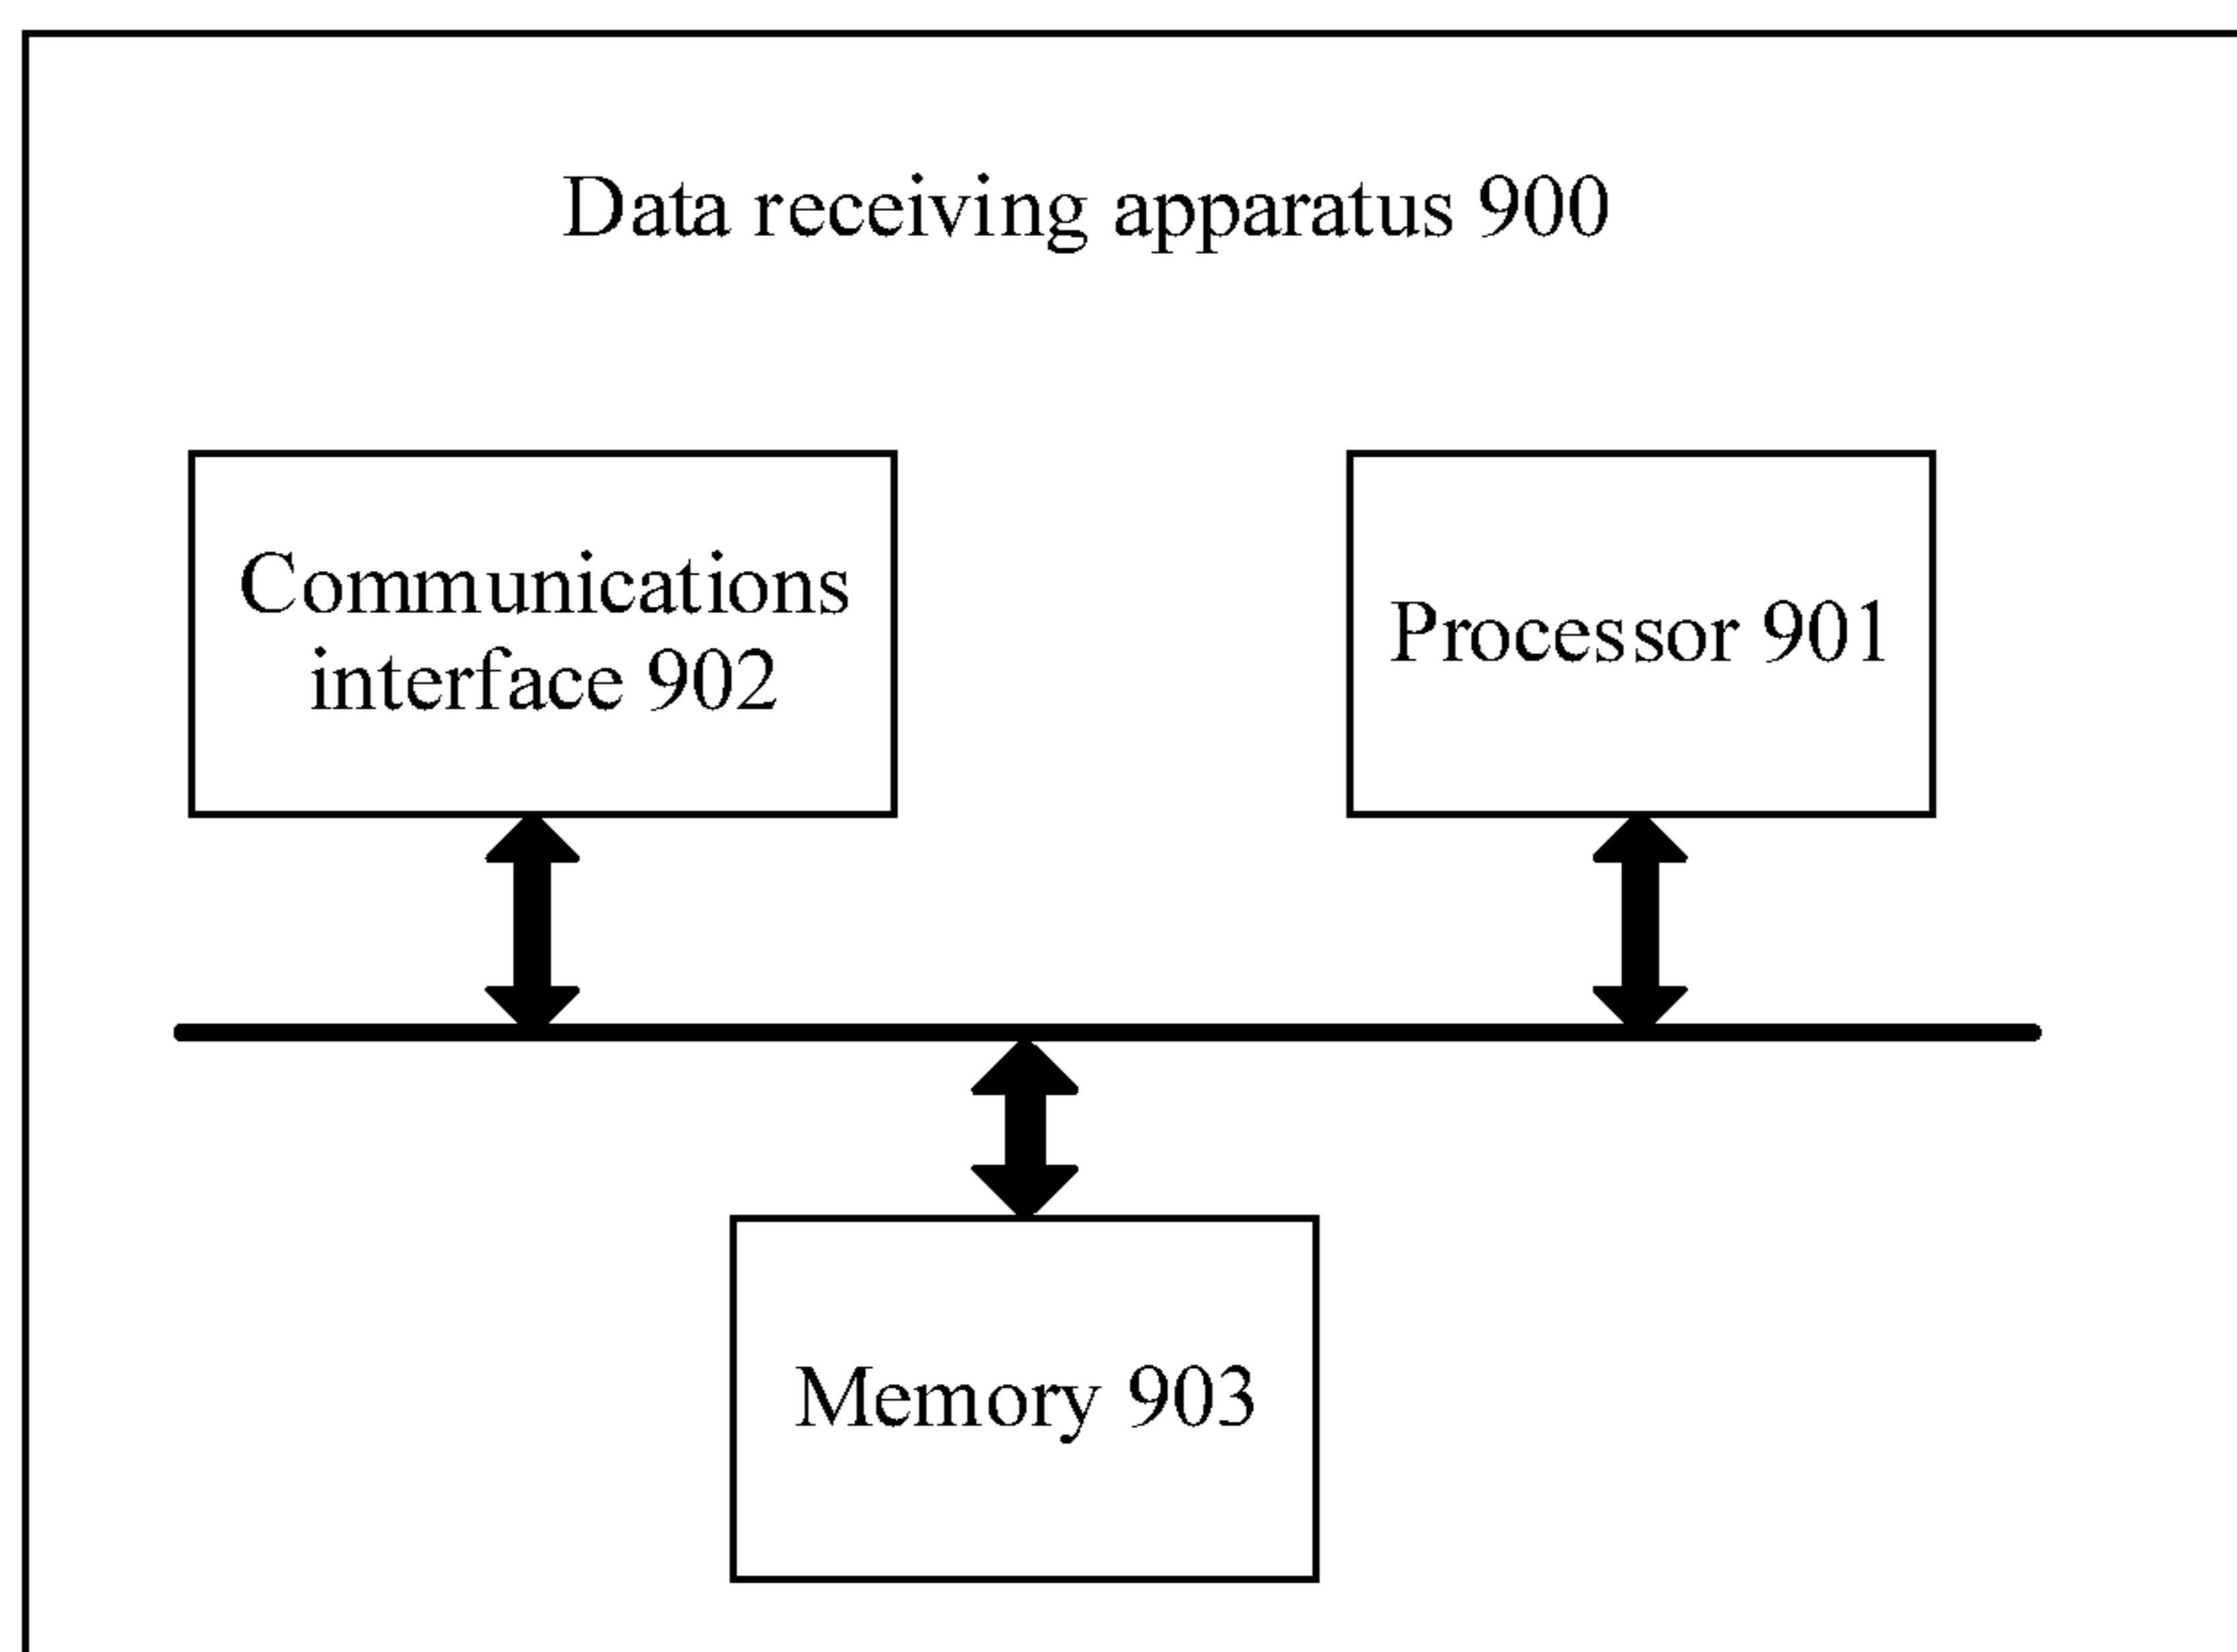 Data receiving apparatus 900
Communications
interface 902
Processor 901
Memory 903